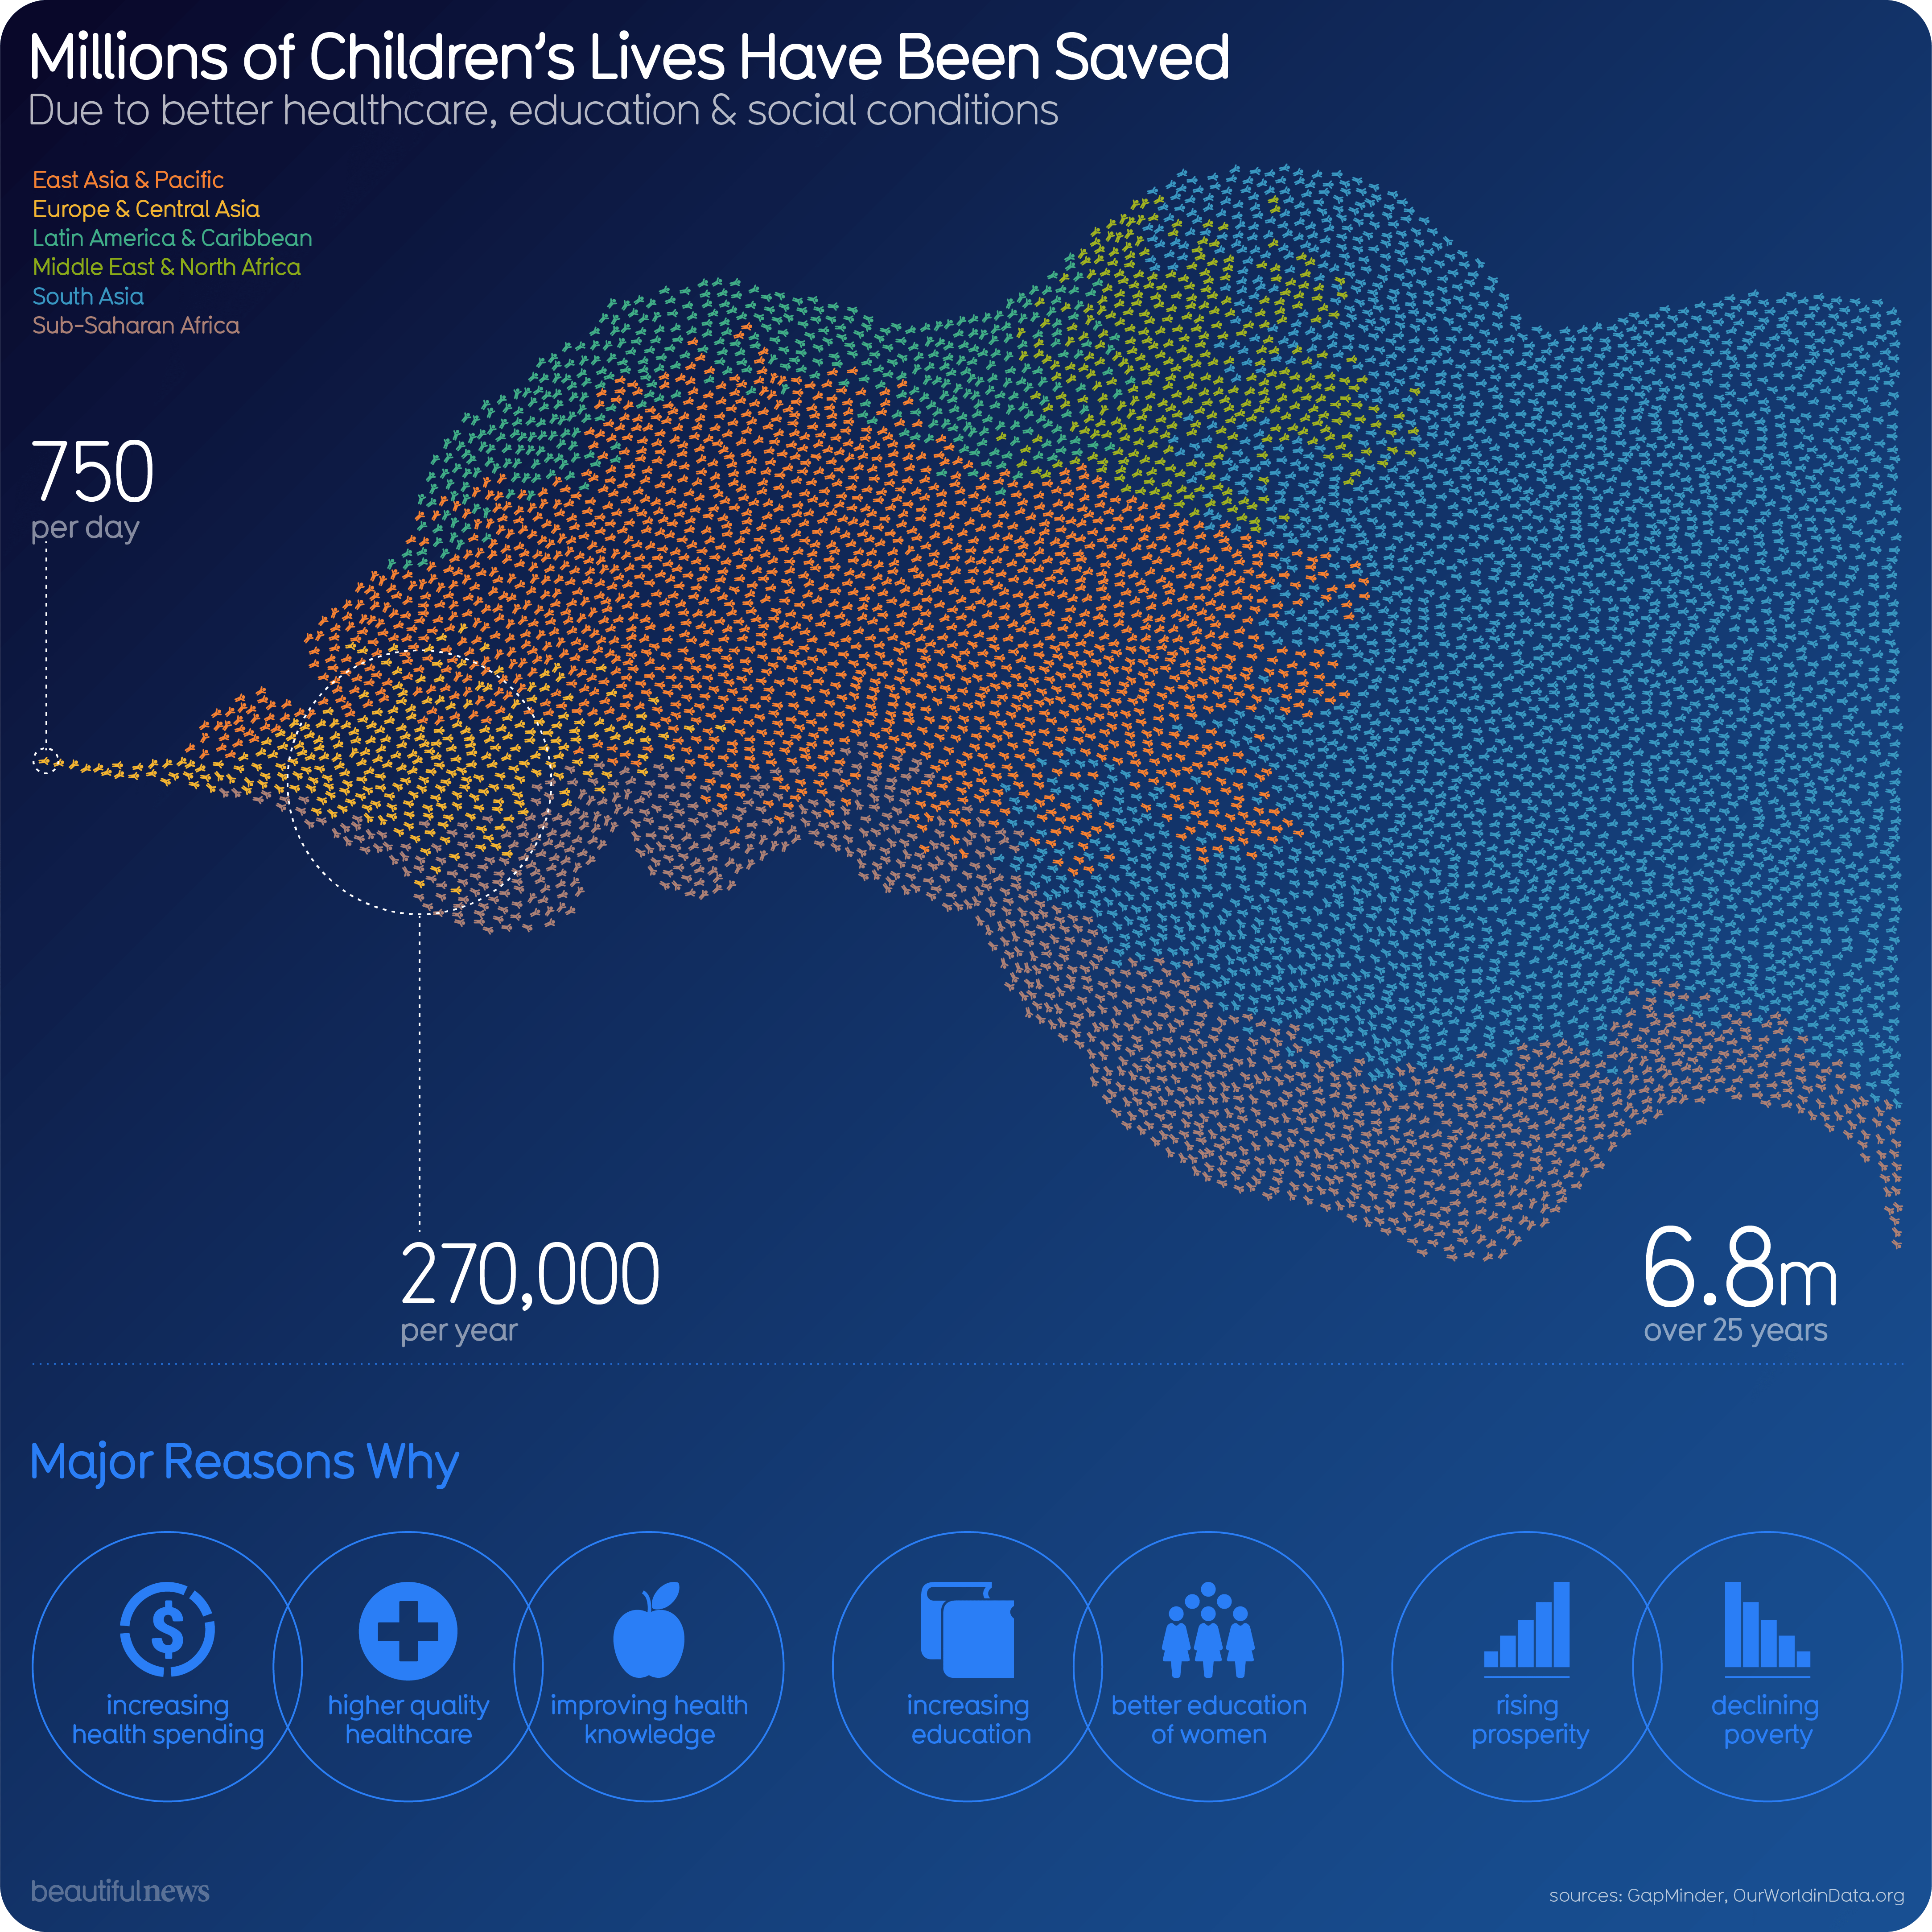 Millions of Children's Lives Have Been Saved
Due to better healthcare, education & social conditions
East Asia & Pacific
Europe & Central Asia
Latin America & Caribbean
Middle East & North Africa
South Asia
Sub-Saharan Africa
750
per day
270,000
per year
6.8m
over 25 years
Major Reasons Why
increasing
health spending
higher quality
healthcare
improving health
knowledge
increasing
education
better education
of women
rising
prosperity
declining
poverty
beautifulnews
sources: GapMinder, OurWorldinData.org